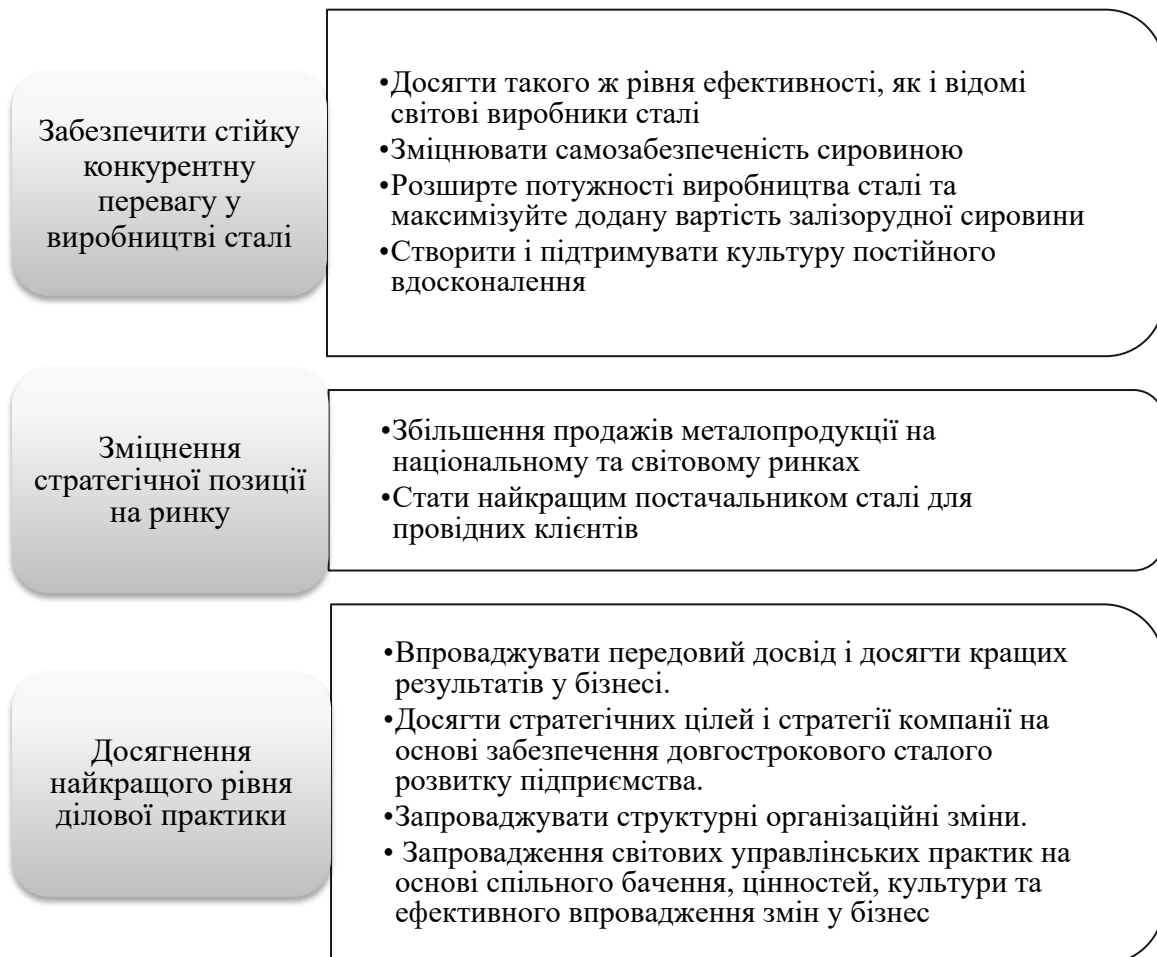 Забезпечити стійку
конкурентну
перевагу у
виробництві сталі
•Досягти такого ж рівня ефективності, як і відомі
світові виробники сталі
•Зміцнювати самозабезпеченість сировиною
•Розширте потужності виробництва сталі та
максимізуйте додану вартість залізорудної сировини
•Створити і підтримувати культуру постійного
вдосконалення
Зміцнення
стратегічної позиції
на ринку
•Збільшення продажів металопродукції на
національному та світовому ринках
•Стати найкращим постачальником сталі для
провідних клієнтів
Досягнення
найкращого рівня
ділової практики
•Впроваджувати передовий досвід і досягти кращих
результатів у бізнесі.
•Досягти стратегічних цілей і стратегії компанії на
основі забезпечення довгострокового сталого
розвитку підприємства.
•Запроваджувати структурні організаційні зміни.
• Запровадження світових управлінських практик на
основі спільного бачення, цінностей, культури та
ефективного впровадження змін у бізнес